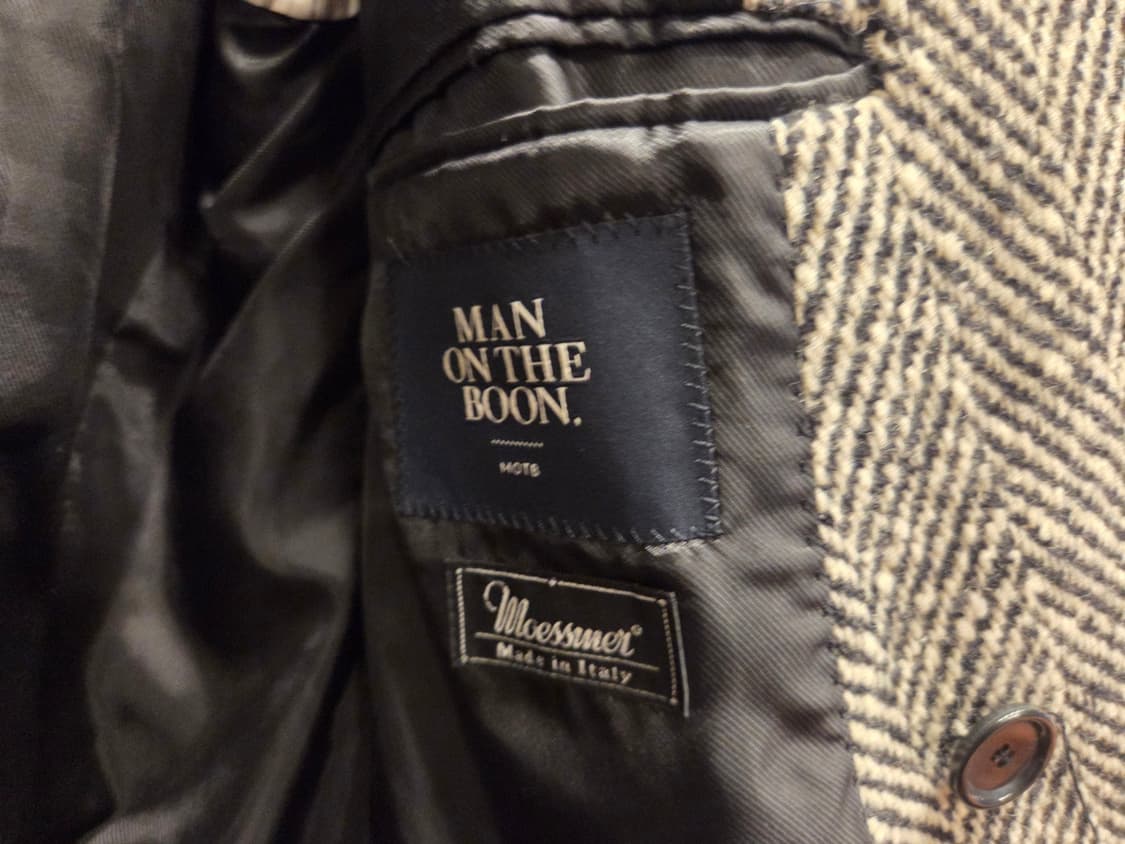 MAN
ON THE
BOON.
MOTB
Moessmer®
Made in Italy